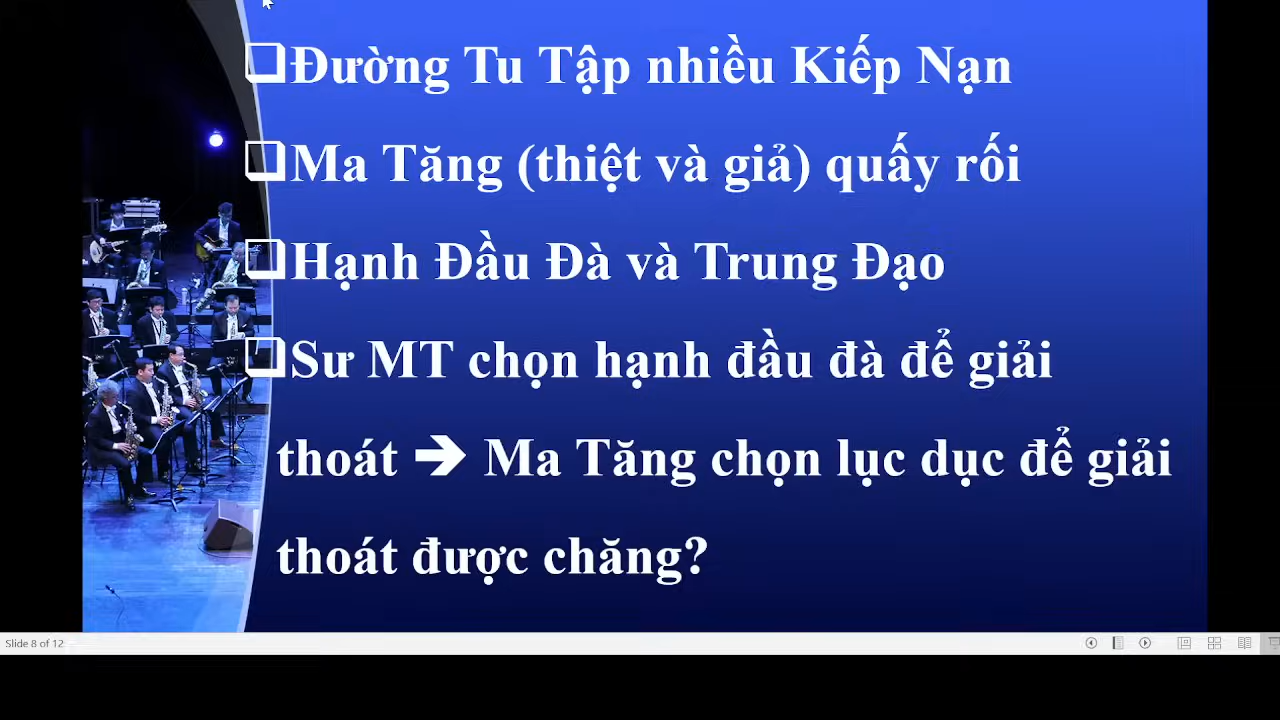 ❑Đường Tu Tập nhiều Kiếp Nạn
❑Ma Tăng (thiệt và giả) quấy rối
❑Hạnh Đầu Đà và Trung Đạo
❑Sư MT chọn hạnh đầu đà để giải
thoát ➔ Ma Tăng chọn lục dục để giải
thoát được chăng?
Slide 8 of 12